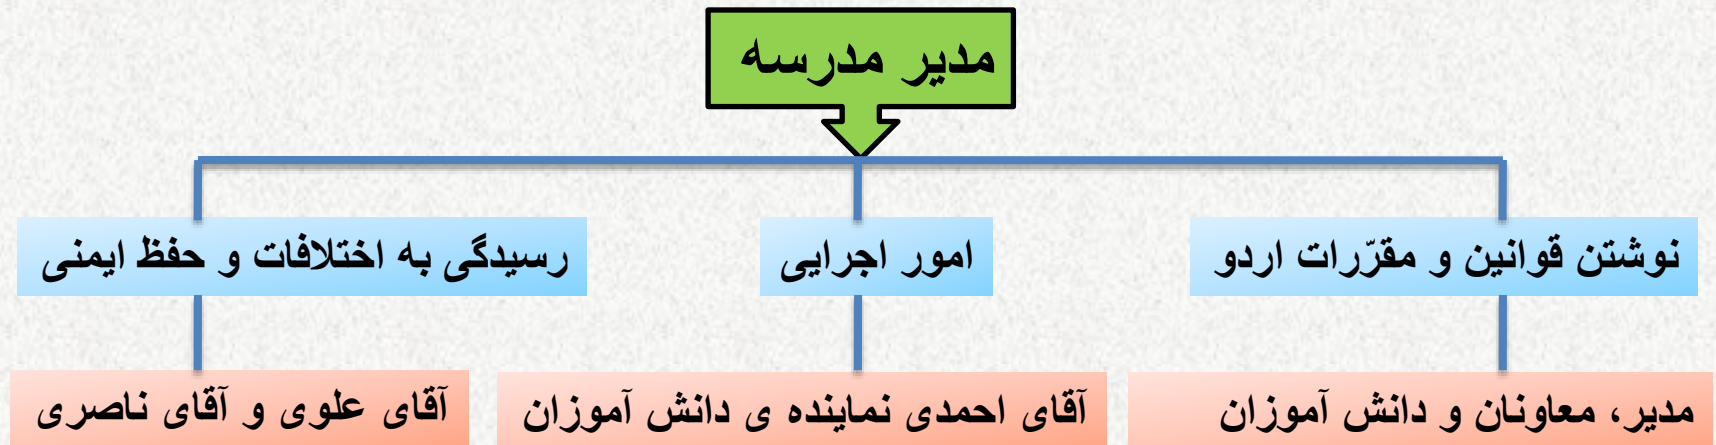 مدیر مدرسه
نوشتن قوانین و مقرّرات اردو
امور اجرایی
رسیدگی به اختلافات و حفظ ایمنی
مدیر، معاونان و دانش آموزان
آقای احمدی نماینده ی دانش آموزان
آقای علوی و آقای ناصری